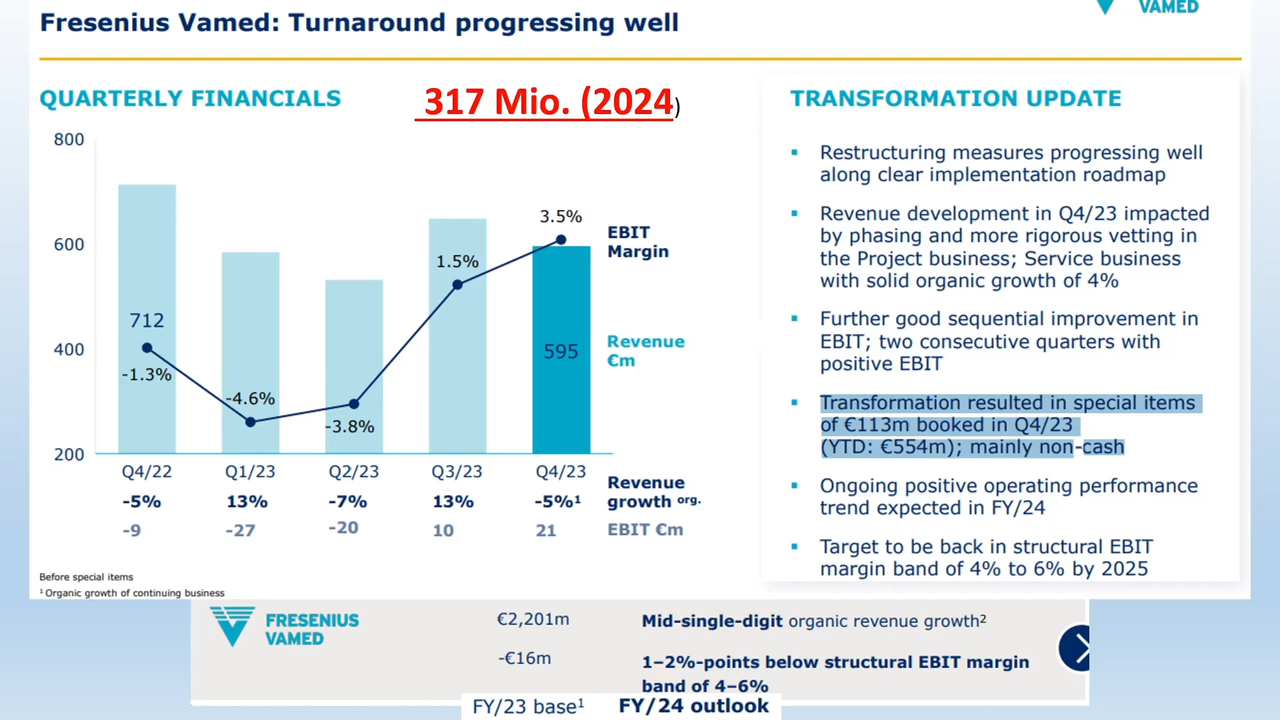 Fresenius Vamed: Turnaround progressing well
VAMED
QUARTERLY FINANCIALS
317 Mio. (2024)
800
600
400
200
712
595
-1.3%
-4.6%
-3.8%
1.5%
3.5%
EBIT
Margin
Revenue
€m
Q4/22 Q1/23 Q2/23 Q3/23 Q4/23
-5% 13% -7% 13% -5%¹ Revenue growth org.
-9 -27 -20 10 21 EBIT €m
Before special items
¹ Organic growth of continuing business
TRANSFORMATION UPDATE
▪ Restructuring measures progressing well
along clear implementation roadmap
▪ Revenue development in Q4/23 impacted
by phasing and more rigorous vetting in
the Project business; Service business
with solid organic growth of 4%
▪ Further good sequential improvement in
EBIT; two consecutive quarters with
positive EBIT
▪ Transformation resulted in special items
of €113m booked in Q4/23
(YTD: €554m); mainly non-cash
▪ Ongoing positive operating performance
trend expected in FY/24
▪ Target to be back in structural EBIT
margin band of 4% to 6% by 2025
FRESENIUS
VAMED
€2,201m
-€16m
Mid-single-digit organic revenue growth²
1–2%-points below structural EBIT margin
band of 4–6%
FY/23 base¹ FY/24 outlook